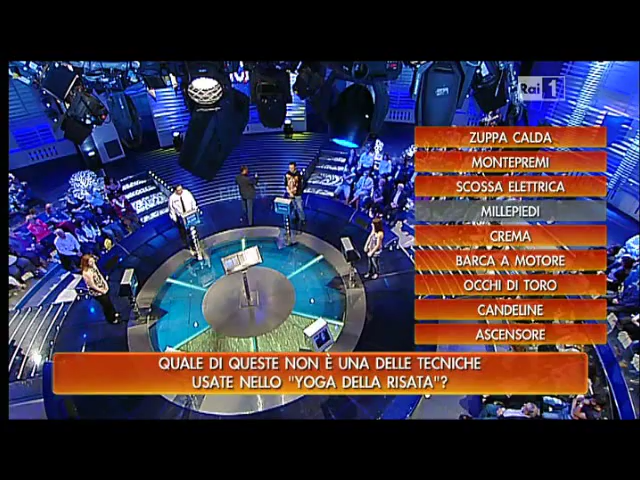 Rai 1
ZUPPA CALDA
MONTEPREMI
SCOSSA ELETTRICA
MILLEPIEDI
CREMA
BARCA A MOTORE
OCCHI DI TORO
CANDELINE
ASCENSORE
QUALE DI QUESTE NON È UNA DELLE TECNICHE
USATE NELLO "YOGA DELLA RISATA"?